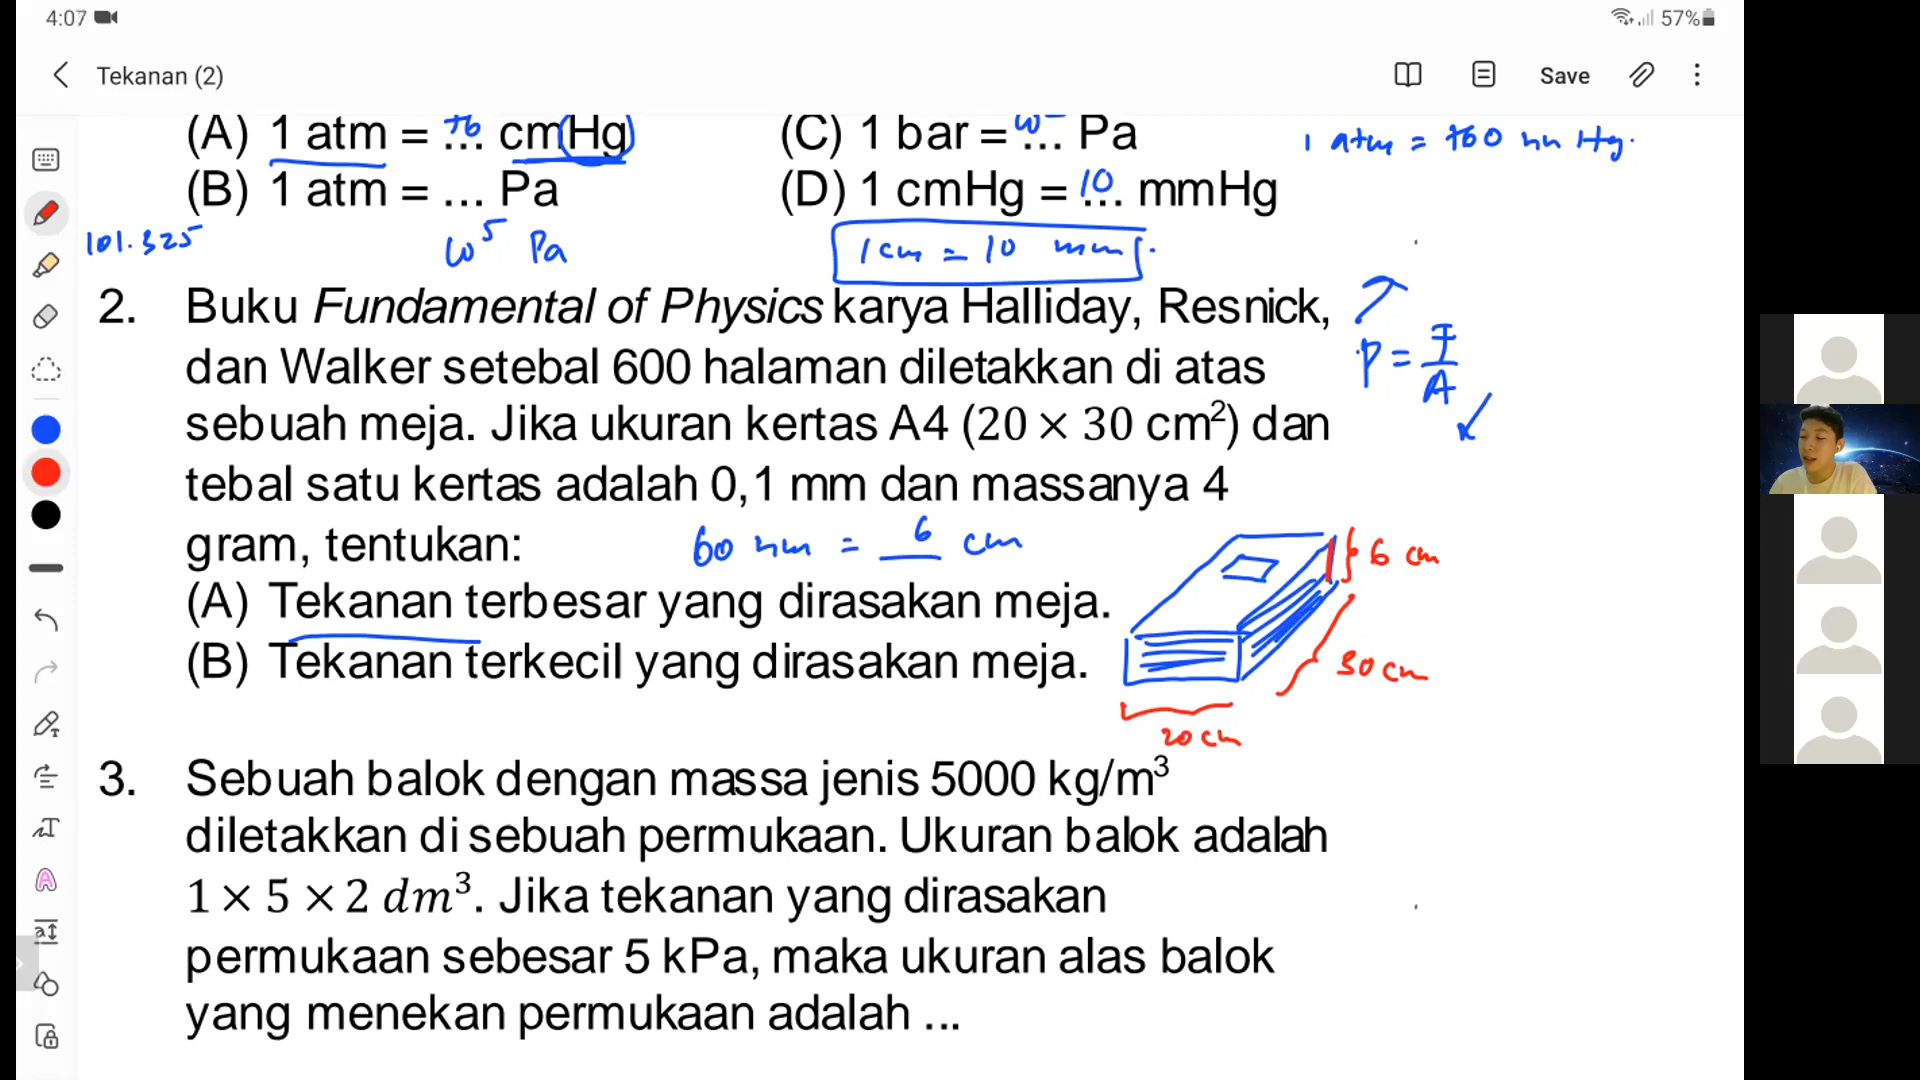 4:07
57%
Tekanan (2)
Save
(A) 1 atm = 76 ... cmHg
(C) 1 bar = ... Pa
1 atm = 760 mm Hg.
(B) 1 atm = ... Pa
(D) 1 cmHg = 10 ... mmHg
101.325
10⁵ Pa
1 cm = 10 mm
2. Buku Fundamental of Physics karya Halliday, Resnick,
dan Walker setebal 600 halaman diletakkan di atas
P = F/A
sebuah meja. Jika ukuran kertas A4 (20 × 30 cm²) dan
tebal satu kertas adalah 0,1 mm dan massanya 4
gram, tentukan:
60 mm = 6 cm
6 cm
(A) Tekanan terbesar yang dirasakan meja.
(B) Tekanan terkecil yang dirasakan meja.
30 cm
20 cm
3. Sebuah balok dengan massa jenis 5000 kg/m³
diletakkan di sebuah permukaan. Ukuran balok adalah
1 × 5 × 2 dm³. Jika tekanan yang dirasakan
permukaan sebesar 5 kPa, maka ukuran alas balok
yang menekan permukaan adalah ...